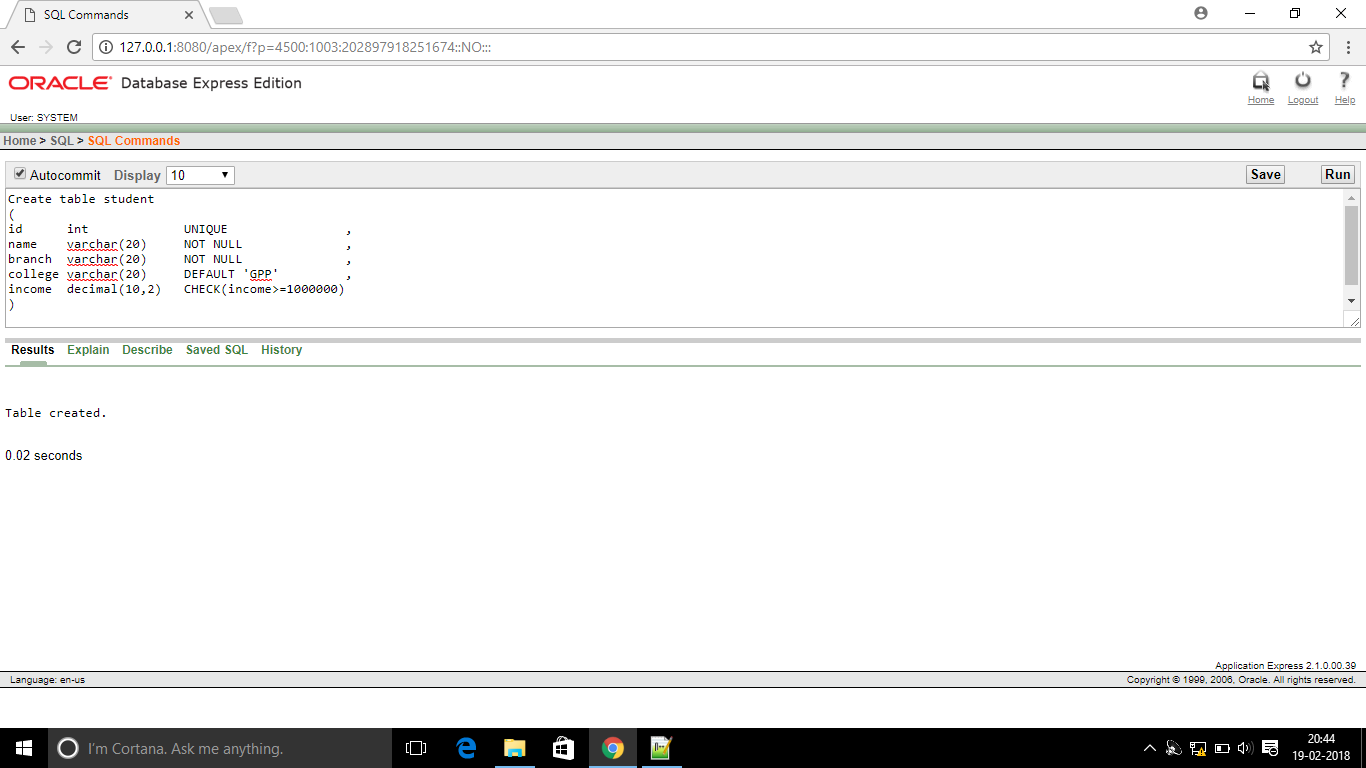 SQL Commands
127.0.0.1:8080/apex/f?p=4500:1003:202897918251674::NO:::
ORACLE Database Express Edition
Home Logout Help
User: SYSTEM
Home > SQL > SQL Commands
Autocommit Display 10 Save Run
Create table student
(
id int UNIQUE ,
name varchar(20) NOT NULL ,
branch varchar(20) NOT NULL ,
college varchar(20) DEFAULT 'GPP' ,
income decimal(10,2) CHECK(income>=1000000)
)
Results Explain Describe Saved SQL History
Table created.
0.02 seconds
Application Express 2.1.0.00.39
Language: en-us Copyright © 1999, 2006, Oracle. All rights reserved.
I'm Cortana. Ask me anything.
20:44
19-02-2018